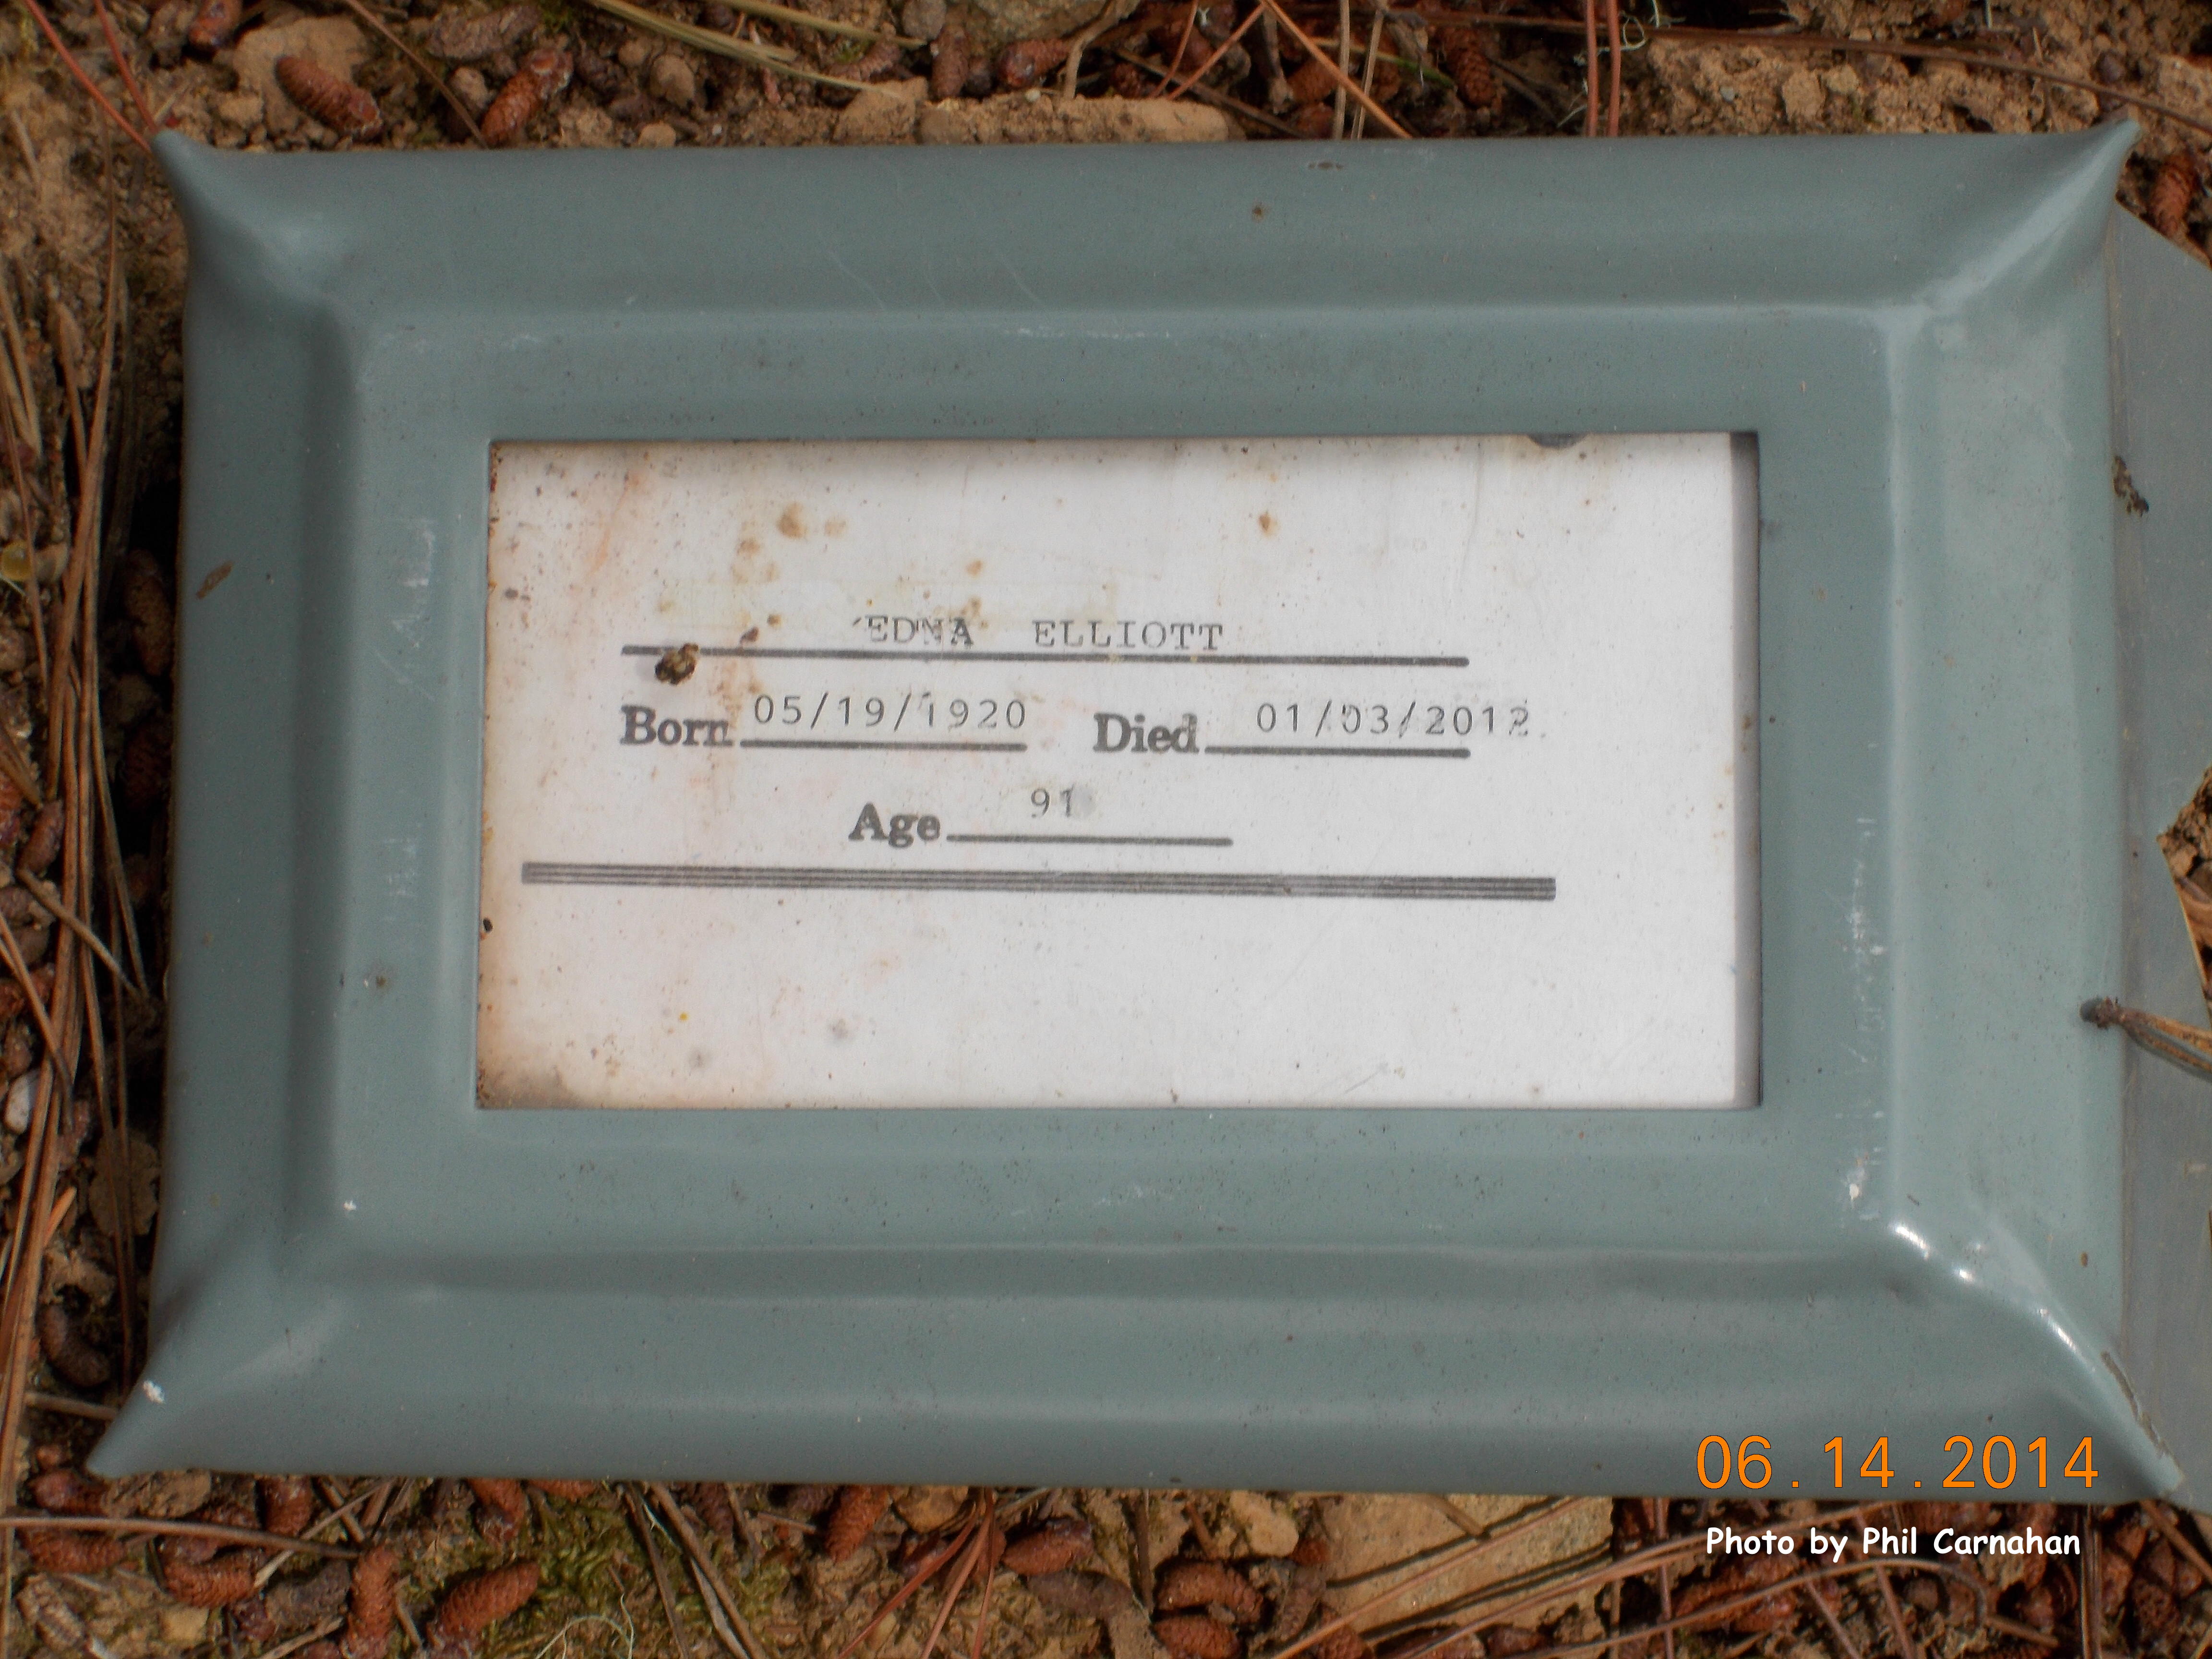 EDNA ELLIOTT
Born 05/19/1920 Died 01/03/2012
Age 91
06.14.2014
Photo by Phil Carnahan